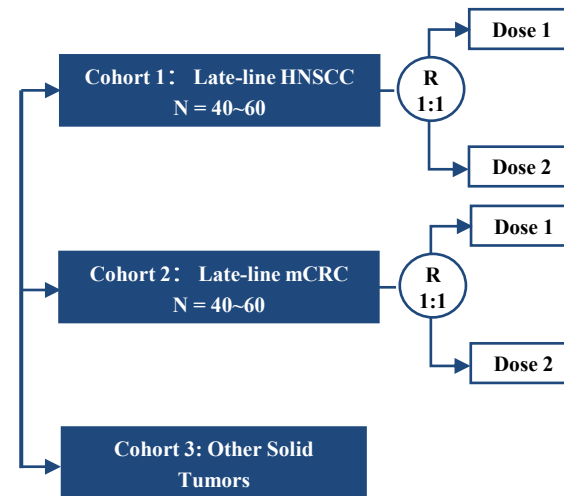 Dose 1
Cohort 1： Late-line HNSCC
N = 40~60
R
1:1
Dose 2
Dose 1
Cohort 2： Late-line mCRC
N = 40~60
R
1:1
Dose 2
Cohort 3: Other Solid
Tumors